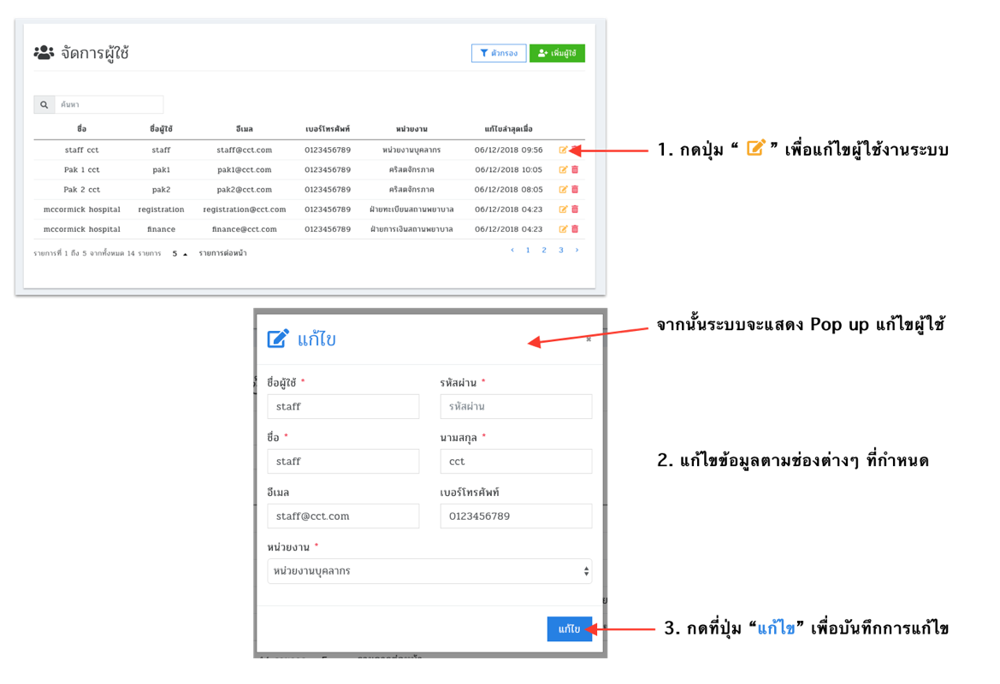 จัดการผู้ใช้
ตัวกรอง
เพิ่มผู้ใช้
ค้นหา
ชื่อ ชื่อผู้ใช้ อีเมล เบอร์โทรศัพท์ หน่วยงาน แก้ไขล่าสุดเมื่อ
staff cct staff staff@cct.com 0123456789 หน่วยงานบุคลากร 06/12/2018 09:56
Pak 1 cct pak1 pak1@cct.com 0123456789 คริสตจักรภาค 06/12/2018 10:05
Pak 2 cct pak2 pak2@cct.com 0123456789 คริสตจักรภาค 06/12/2018 08:05
mccormick hospital registration registration@cct.com 0123456789 ฝ่ายทะเบียนสถานพยาบาล 06/12/2018 04:23
mccormick hospital finance finance@cct.com 0123456789 ฝ่ายการเงินสถานพยาบาล 06/12/2018 04:23
รายการที่ 1 ถึง 5 จากทั้งหมด 14 รายการ 5 รายการต่อหน้า ‹ 1 2 3 ›
1. กดปุ่ม “ ” เพื่อแก้ไขผู้ใช้งานระบบ
จากนั้นระบบจะแสดง Pop up แก้ไขผู้ใช้
แก้ไข ×
ชื่อผู้ใช้ * รหัสผ่าน *
staff รหัสผ่าน
ชื่อ * นามสกุล *
staff cct
2. แก้ไขข้อมูลตามช่องต่างๆ ที่กำหนด
อีเมล เบอร์โทรศัพท์
staff@cct.com 0123456789
หน่วยงาน *
หน่วยงานบุคลากร
แก้ไข
3. กดที่ปุ่ม “แก้ไข” เพื่อบันทึกการแก้ไข